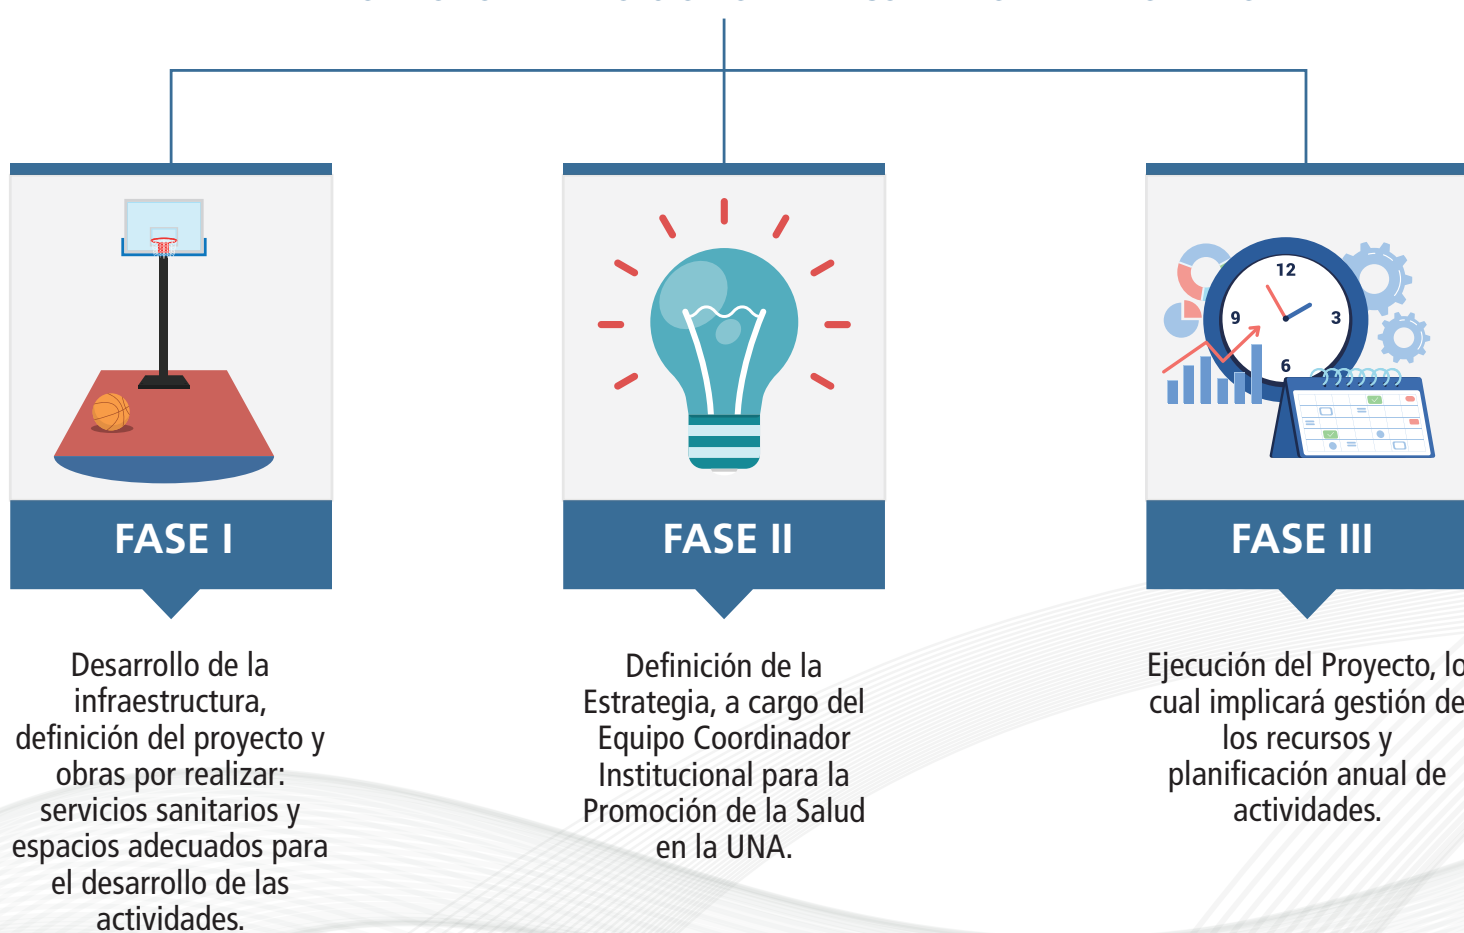 12
9
3
6
FASE I
FASE II
FASE III
Desarrollo de la
infraestructura,
definición del proyecto y
obras por realizar:
servicios sanitarios y
espacios adecuados para
el desarrollo de las
actividades.
Definición de la
Estrategia, a cargo del
Equipo Coordinador
Institucional para la
Promoción de la Salud
en la UNA.
Ejecución del Proyecto, lo
cual implicará gestión de
los recursos y
planificación anual de
actividades.